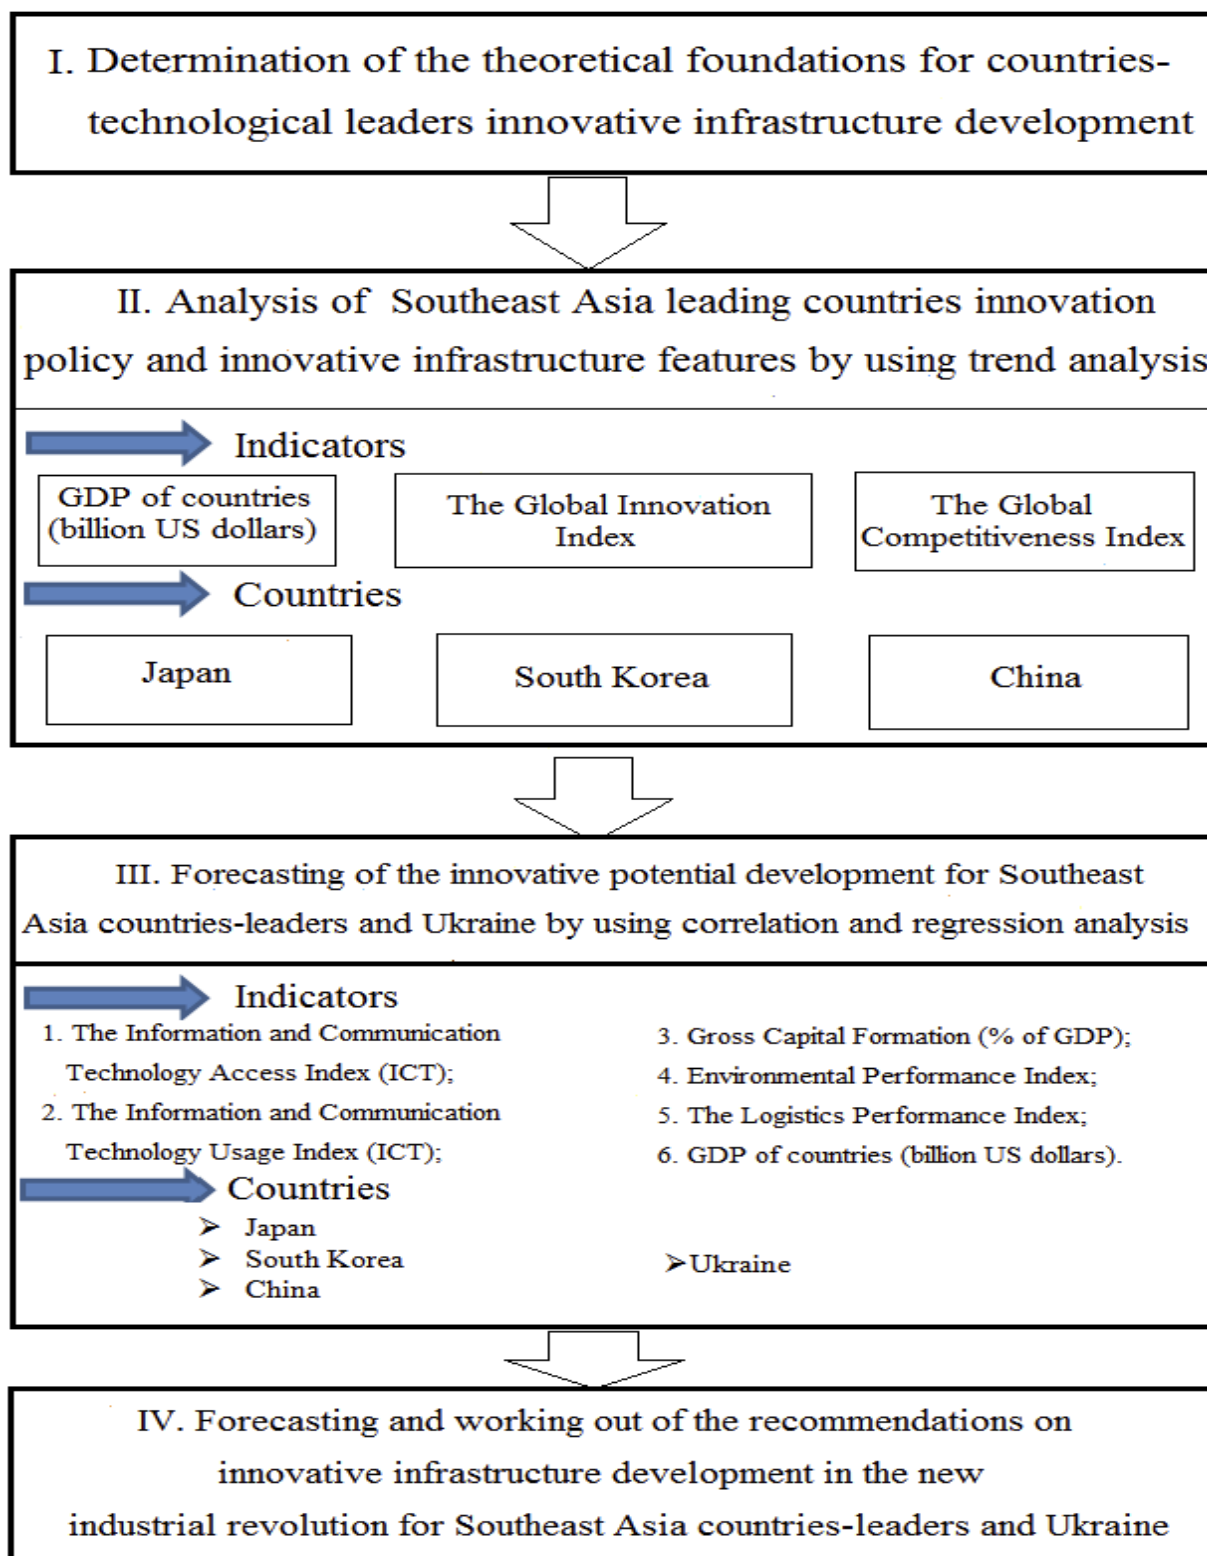 I. Determination of the theoretical foundations for countries-
technological leaders innovative infrastructure development
II. Analysis of Southeast Asia leading countries innovation
policy and innovative infrastructure features by using trend analysis
Indicators
GDP of countries
(billion US dollars)
The Global Innovation
Index
The Global
Competitiveness Index
Countries
Japan
South Korea
China
III. Forecasting of the innovative potential development for Southeast
Asia countries-leaders and Ukraine by using correlation and regression analysis
Indicators
1. The Information and Communication
Technology Access Index (ICT);
2. The Information and Communication
Technology Usage Index (ICT);
3. Gross Capital Formation (% of GDP);
4. Environmental Performance Index;
5. The Logistics Performance Index;
6. GDP of countries (billion US dollars).
Countries
➢ Japan
➢ South Korea
➢ China
➢Ukraine
IV. Forecasting and working out of the recommendations on
innovative infrastructure development in the new
industrial revolution for Southeast Asia countries-leaders and Ukraine